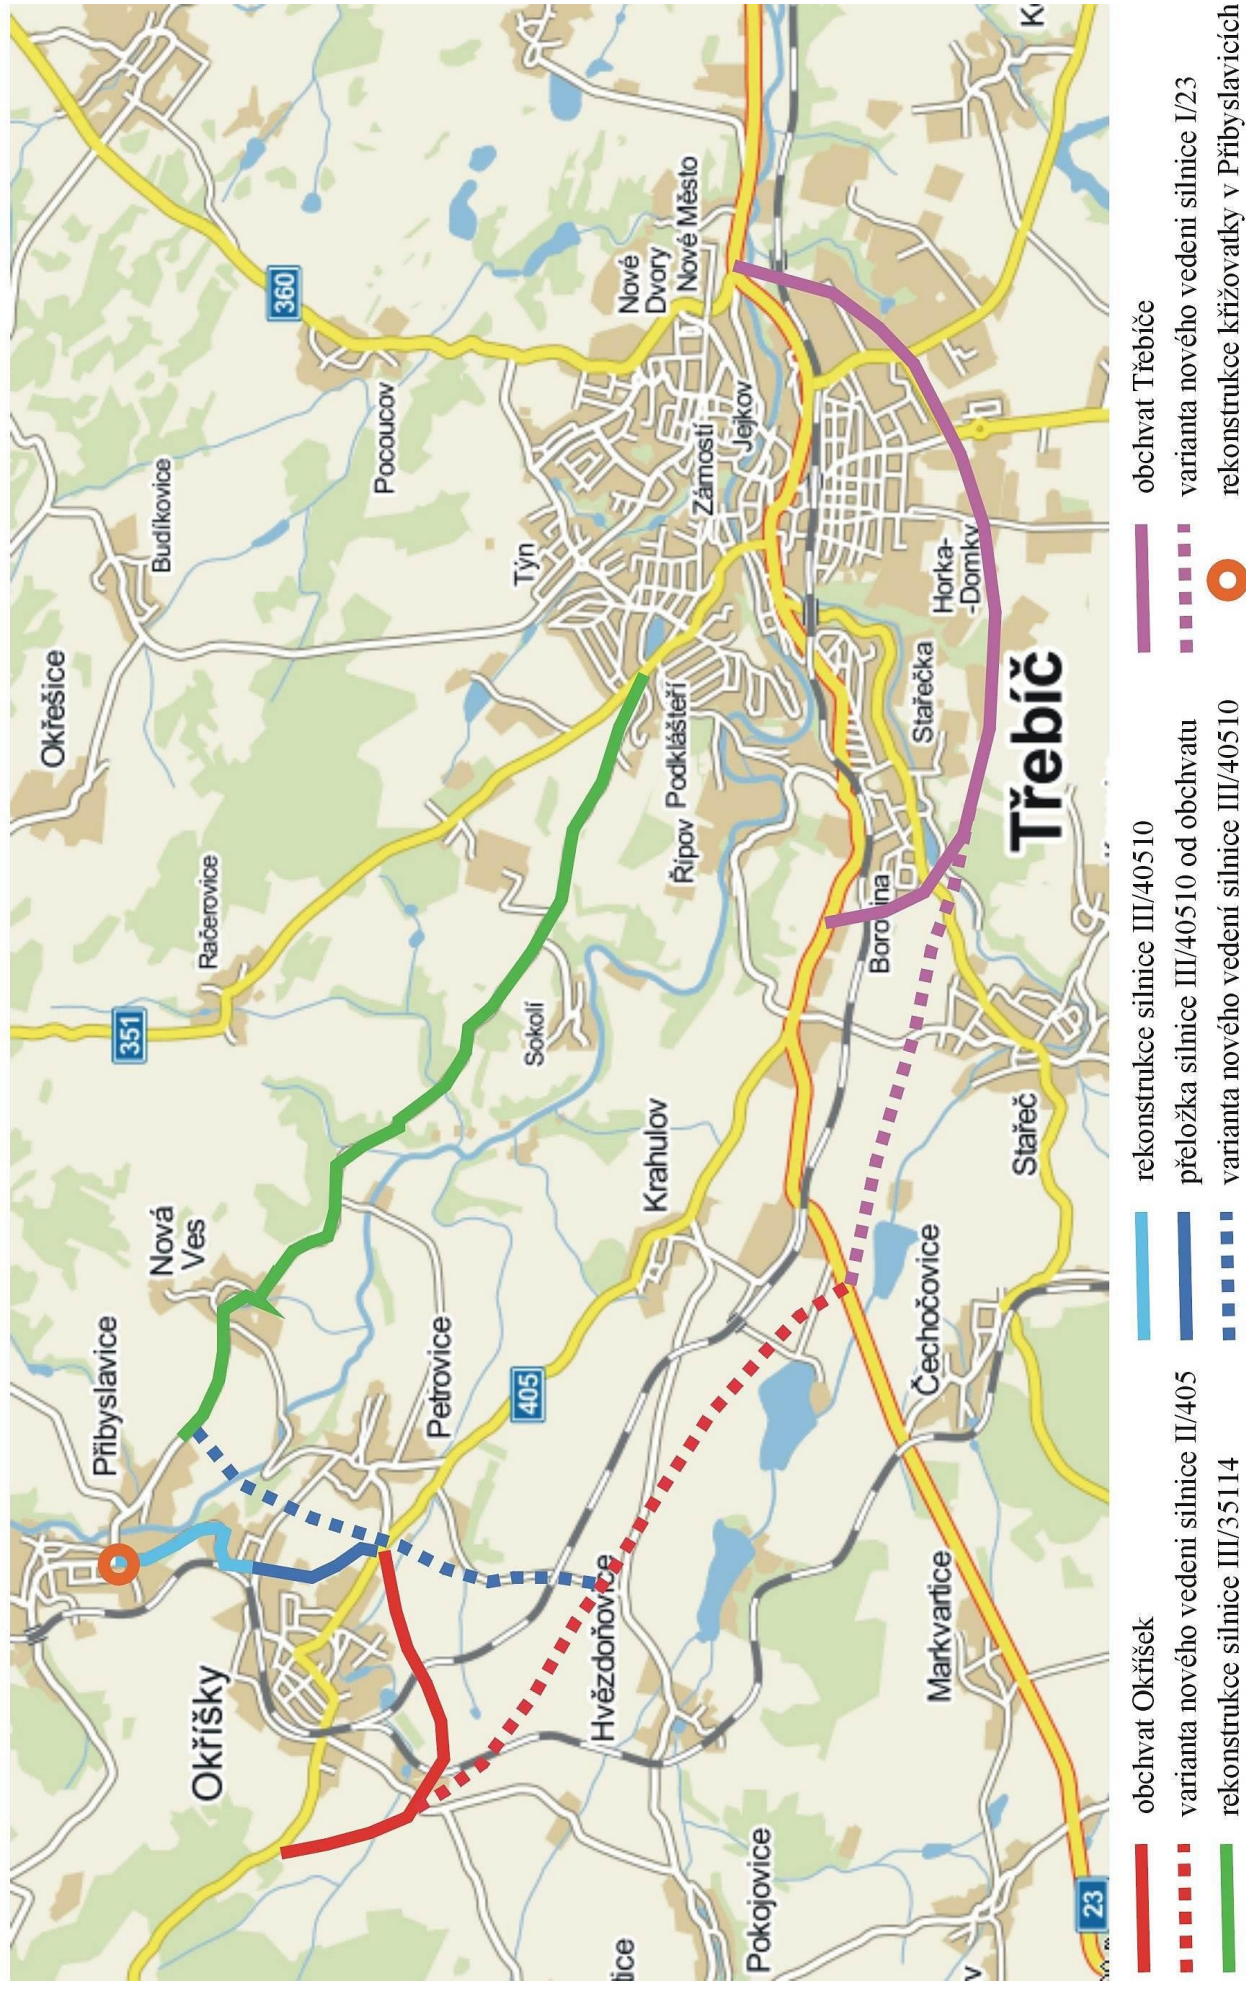 Okřešice
Budíkovice
360
Pocoucov
Nové
Dvory
Nové Město
Týn
Zámostí
Jejkov
Račerovice
351
Podklášteří
Řípov
Horka-
-Domky
Stařečka
Třebíč
Borovina
Sokolí
Nová
Ves
Krahulov
Stařeč
Přibyslavice
Petrovice
405
Čechočovice
Okříšky
Hvězdoňovice
Markvartice
Pokojovice
23
obchvat Okříšek
varianta nového vedení silnice II/405
rekonstrukce III/35114
rekonstrukce silnice III/40510
přeložka silnice III/40510 od obchvatu
varianta nového vedení silnice III/40510
obchvat Třebíče
varianta nového vedení silnice I/23
rekonstrukce křižovatky v Přibyslavicích